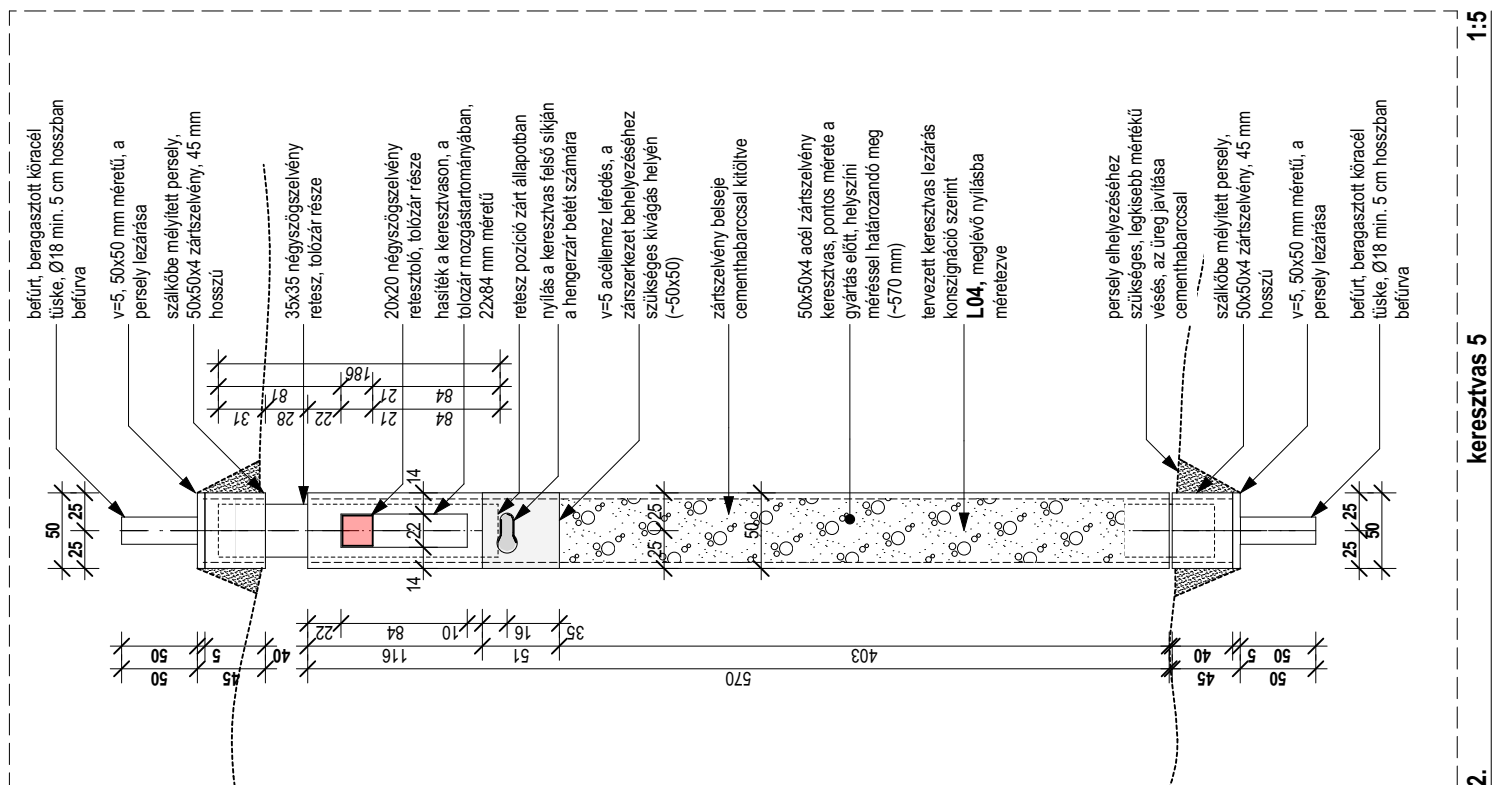 befúrt, beragasztott köracél
tüske, Ø18 min. 5 cm hosszban
befúrva
v=5, 50x50 mm méretű, a
persely lezárása
szálkőbe mélyített persely,
50x50x4 zártszelvény, 45 mm
hosszú
35x35 négyszögszelvény
retesz, tolózár része
20x20 négyszögszelvény
resztoló, tolózár része
hasíték a keresztvason, a
tolozár mozgástartományában,
22x84 mm méretű
retesz pozíció zárt állapotban
nyílás a keresztvas felső síkján
a hengerzár betét számára
v=5 acéllemez lefedés, a
zárszerkezet behelyezéséhez
szükséges kivágás helyén
(~50x50)
zártszelvény belseje
cementhabarccsal kitöltve
50x50x4 acél zártszelvény
keresztvas, pontos mérete a
gyártás előtt, helyszíni
méréssel határozandó meg
(~570 mm)
tervezett keresztvas lezárás
konszignáció szerint
L04, meglévő nyílásba
méretezve
persely elhelyezéséhez
szükséges, legkisebb mértékű
vésés, az üreg javítása
cementhabarccsal
szálkőbe mélyített persely,
50x50x4 zártszelvény, 45 mm
hosszú
v=5, 50x50 mm méretű, a
persely lezárása
befúrt, beragasztott köracél
tüske, Ø18 min. 5 cm hosszban
befúrva
50
25
25
186
81
21
84
31
28
22
21
84
14
22
14
25
25
50
25
25
50
50
5
40
22
84
10
16
35
116
51
403
40
5
50
50
45
570
45
50
2.
keresztvas 5
1:5